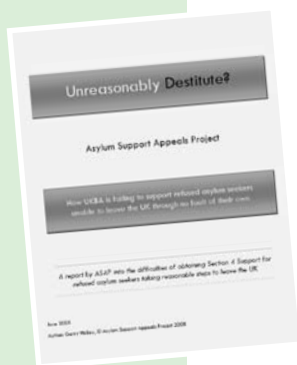 Unreasonably Destitute?
Asylum Support Appeals Project
How UKBA is failing to support refused asylum seekers
unable to leave the UK through no fault of their own
A report by ASAP into the difficulties of obtaining Section 4 Support for
refused asylum seekers taking reasonable steps to leave the UK
June 2008
Asylum Support Appeals Project 2008